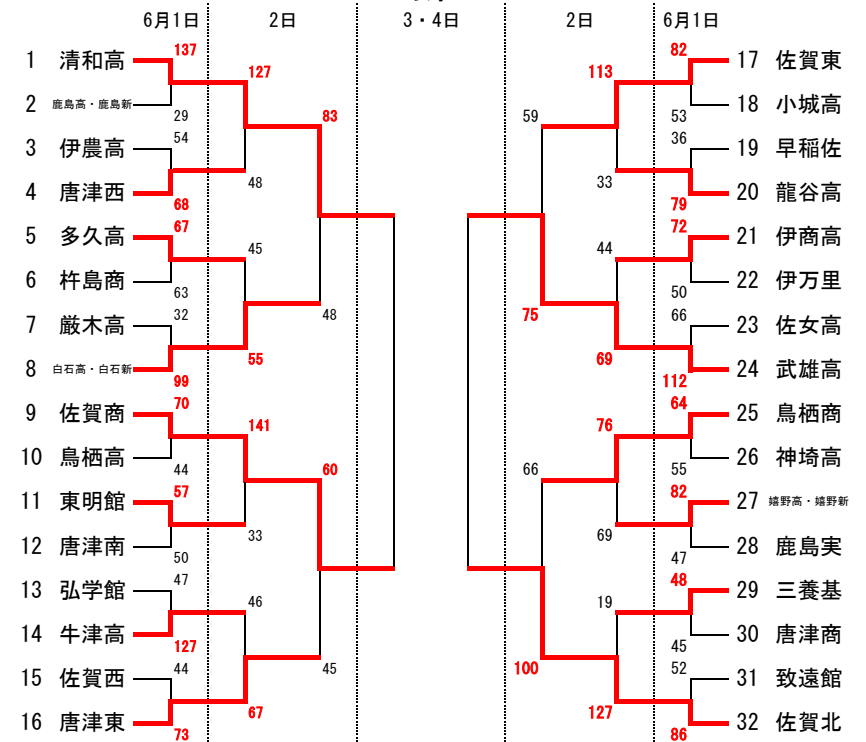 6月1日 2日 3・4日 2日 6月1日
137 82
1 清和高 17 佐賀東
127 113
2 鹿島高・鹿島新 18 小城高
29 83 59 53
54 36
3 伊農高 19 早稲佐
48 33
4 唐津西 20 龍谷高
68 79
67 72
5 多久高 21 伊商高
45 44
6 杵島商 22 伊万里
63 50
32 48 75 66
7 厳木高 23 佐女高
55 69
8 白石高・白石新 24 武雄高
99 112
70 64
9 佐賀商 25 鳥栖商
141 76
10 鳥栖高 26 神埼高
44 60 66 55
57 82
11 東明館 27 嬉野高・嬉野新
33 69
12 唐津南 28 鹿島実
50 47
47 48
13 弘学館 29 三養基
46 19
14 牛津高 30 唐津商
127 45
44 45 100 52
15 佐賀西 31 致遠館
67 127
16 唐津東 32 佐賀北
73 86